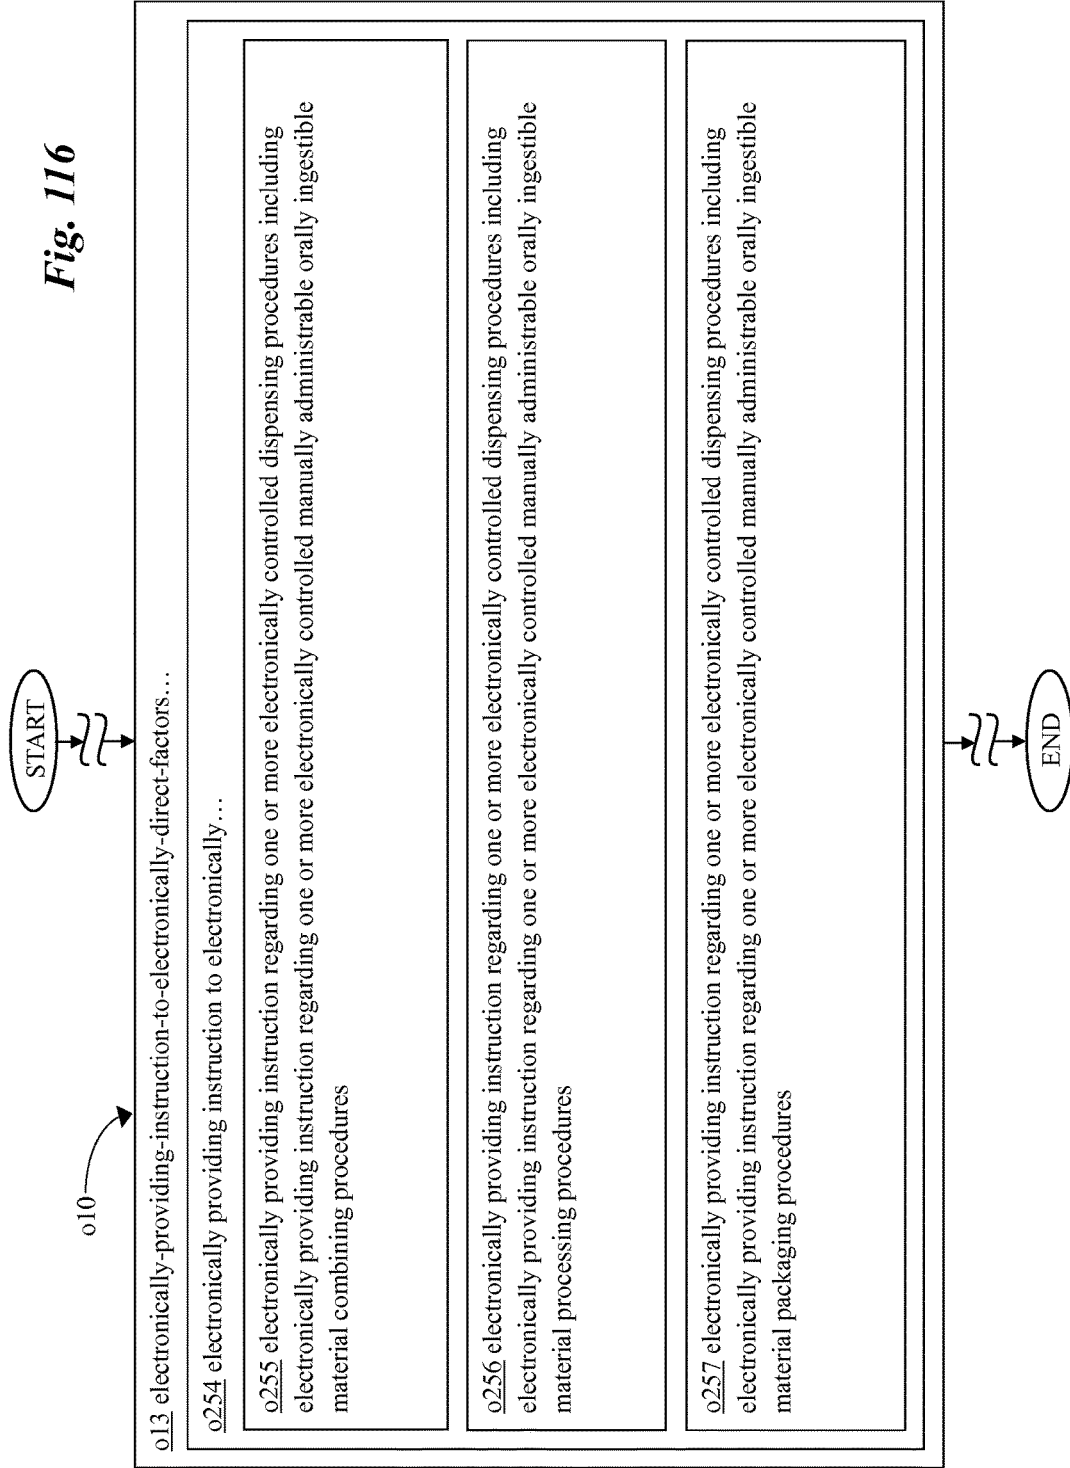 Fig. 116
START
o10
o13 electronically-providing-instruction-to-electronically-direct-factors…
o254 electronically providing instruction to electronically…
o255 electronically providing instruction regarding one or more electronically controlled dispensing procedures including
electronically providing instruction regarding one or more electronically controlled manually administrable orally ingestible
material combining procedures
o256 electronically providing instruction regarding one or more electronically controlled dispensing procedures including
electronically providing instruction regarding one or more electronically controlled manually administrable orally ingestible
material processing procedures
o257 electronically providing instruction regarding one or more electronically controlled dispensing procedures including
electronically providing instruction regarding one or more electronically controlled manually administrable orally ingestible
material packaging procedures
END